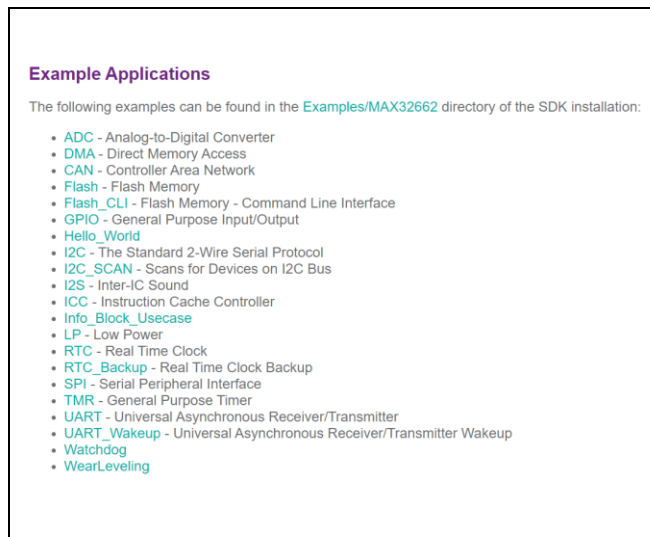 Example Applications
The following examples can be found in the Examples/MAX32662 directory of the SDK installation:
• ADC - Analog-to-Digital Converter
• DMA - Direct Memory Access
• CAN - Controller Area Network
• Flash - Flash Memory
• Flash_CLI - Flash Memory - Command Line Interface
• GPIO - General Purpose Input/Output
• Hello_World
• I2C - The Standard 2-Wire Serial Protocol
• I2C_SCAN - Scans for Devices on I2C Bus
• I2S - Inter-IC Sound
• ICC - Instruction Cache Controller
• Info_Block_Usecase
• LP - Low Power
• RTC - Real Time Clock
• RTC_Backup - Real Time Clock Backup
• SPI - Serial Peripheral Interface
• TMR - General Purpose Timer
• UART - Universal Asynchronous Receiver/Transmitter
• UART_Wakeup - Universal Asynchronous Receiver/Transmitter Wakeup
• Watchdog
• WearLeveling